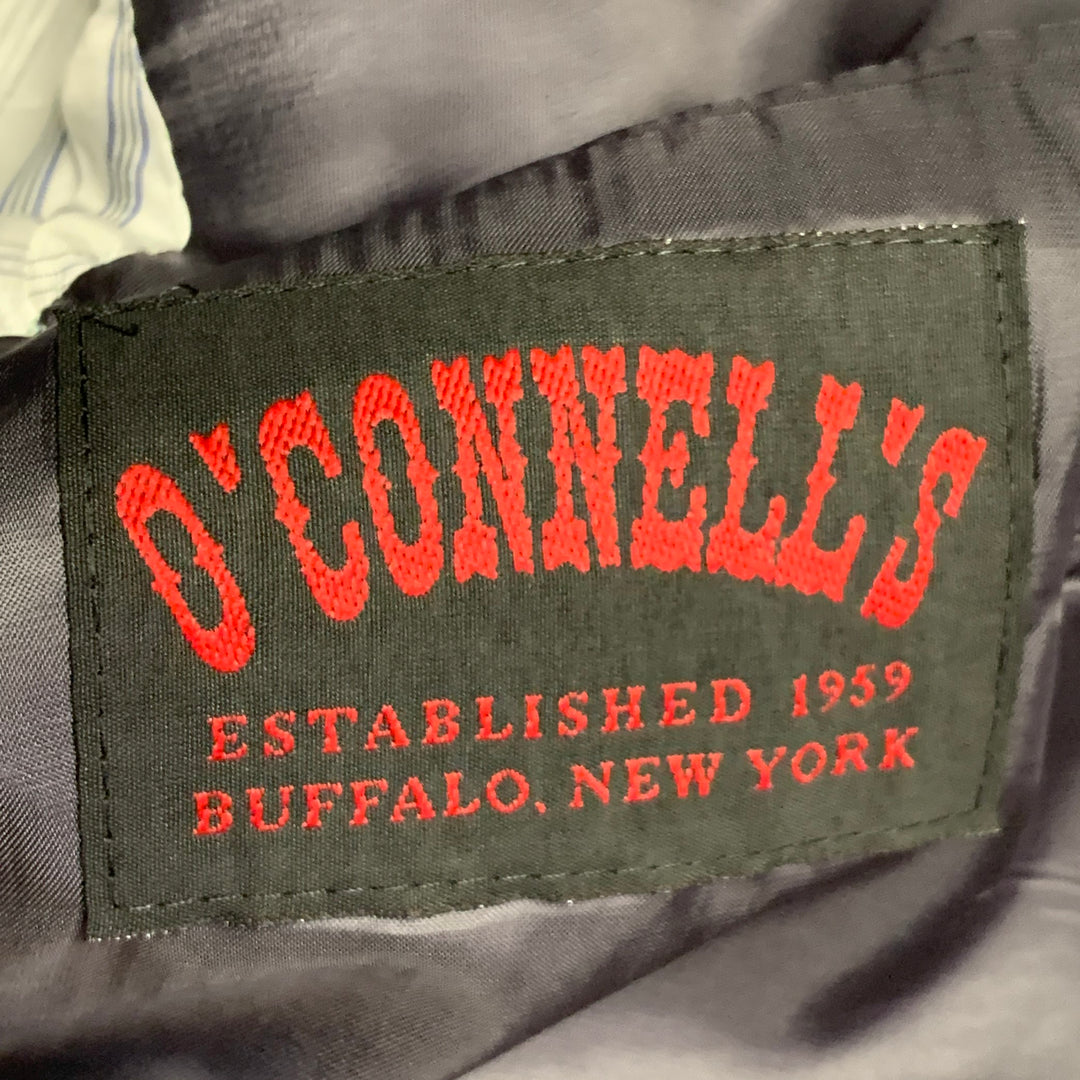 O'CONNELL'S
ESTABLISHED 1959
BUFFALO, NEW YORK